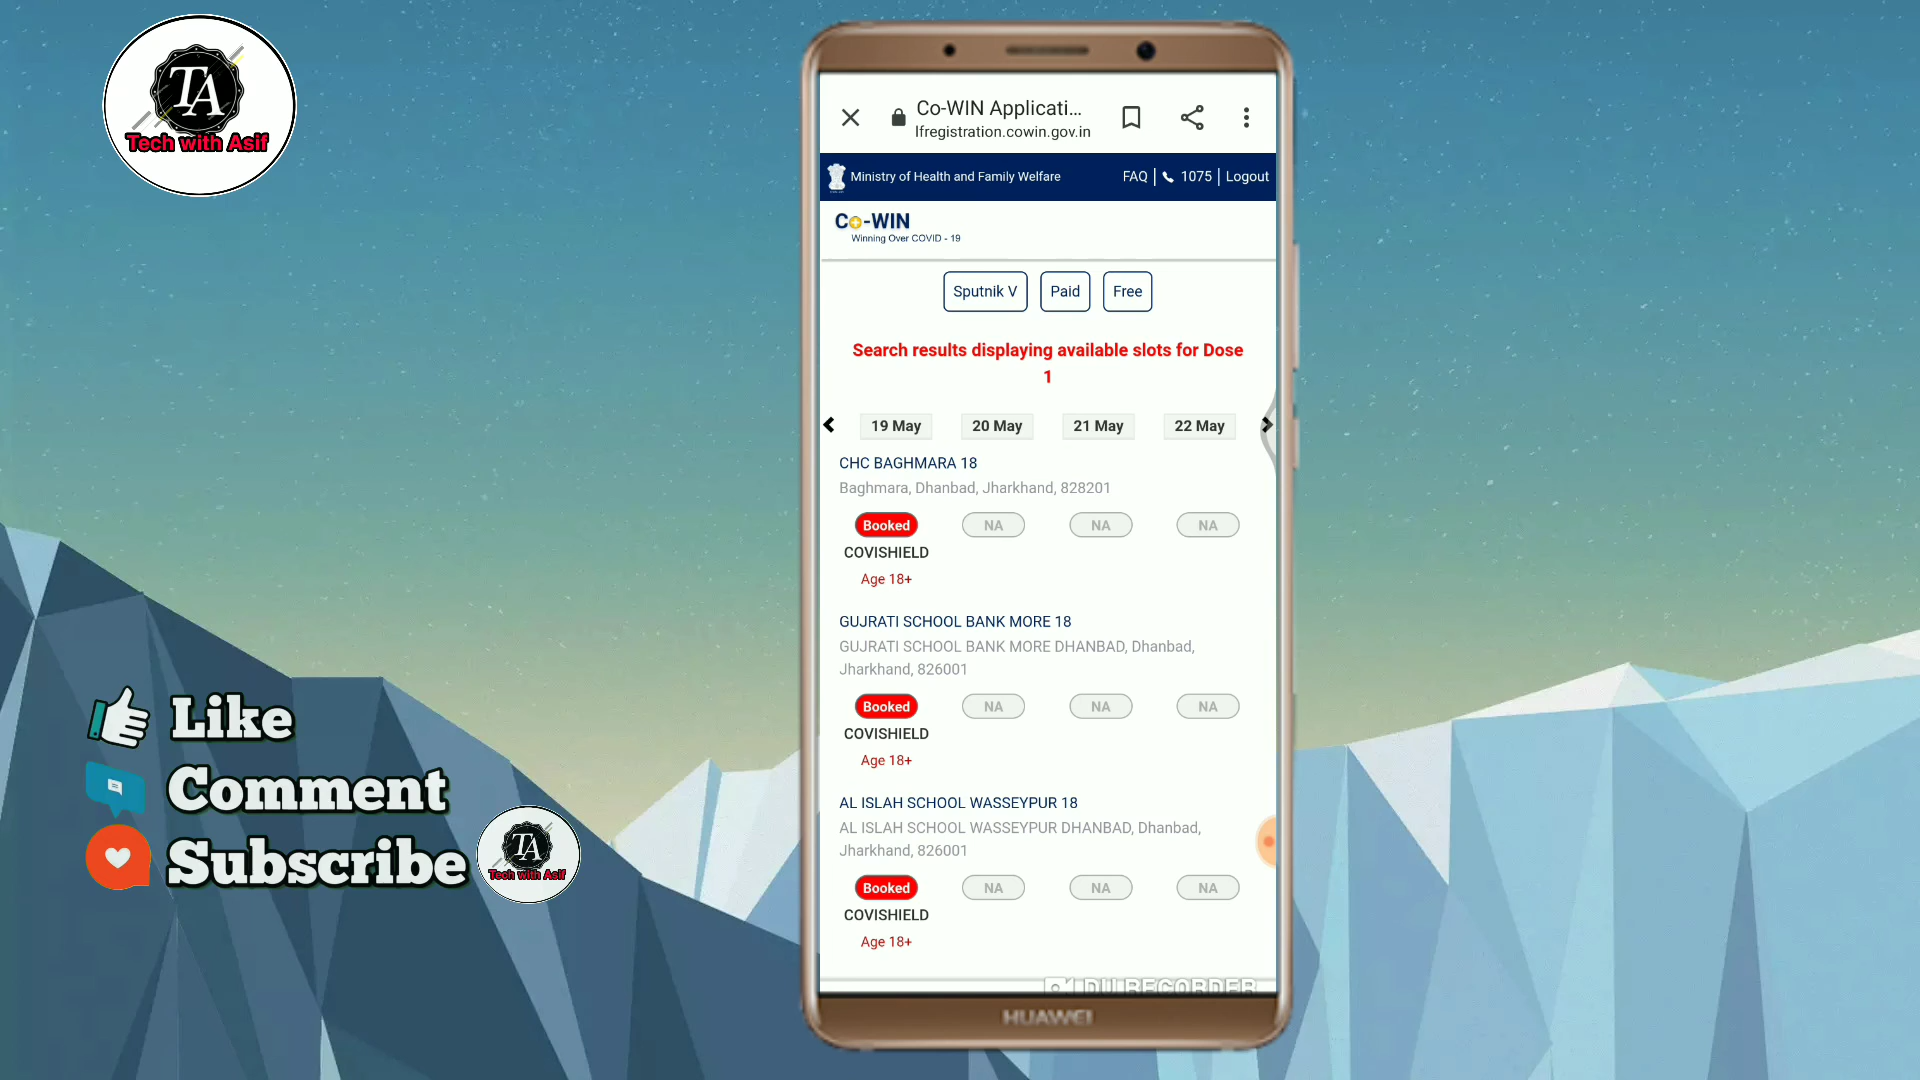 TA
Tech with Asif
Co-WIN Applicati...
lfregistration.cowin.gov.in
Ministry of Health and Family Welfare
FAQ | 1075 | Logout
Co-WIN
Winning Over COVID - 19
Sputnik V
Paid
Free
Search results displaying available slots for Dose
1
19 May
20 May
21 May
22 May
CHC BAGHMARA 18
Baghmara, Dhanbad, Jharkhand, 828201
Booked
NA
NA
NA
COVISHIELD
Age 18+
GUJRATI SCHOOL BANK MORE 18
GUJRATI SCHOOL BANK MORE DHANBAD, Dhanbad,
Jharkhand, 826001
Booked
NA
NA
NA
COVISHIELD
Age 18+
AL ISLAH SCHOOL WASSEYPUR 18
AL ISLAH SCHOOL WASSEYPUR DHANBAD, Dhanbad,
Jharkhand, 826001
Booked
NA
NA
NA
COVISHIELD
Age 18+
DU RECORDER
HUAWEI
Like
Comment
Subscribe
TA
Tech with Asif